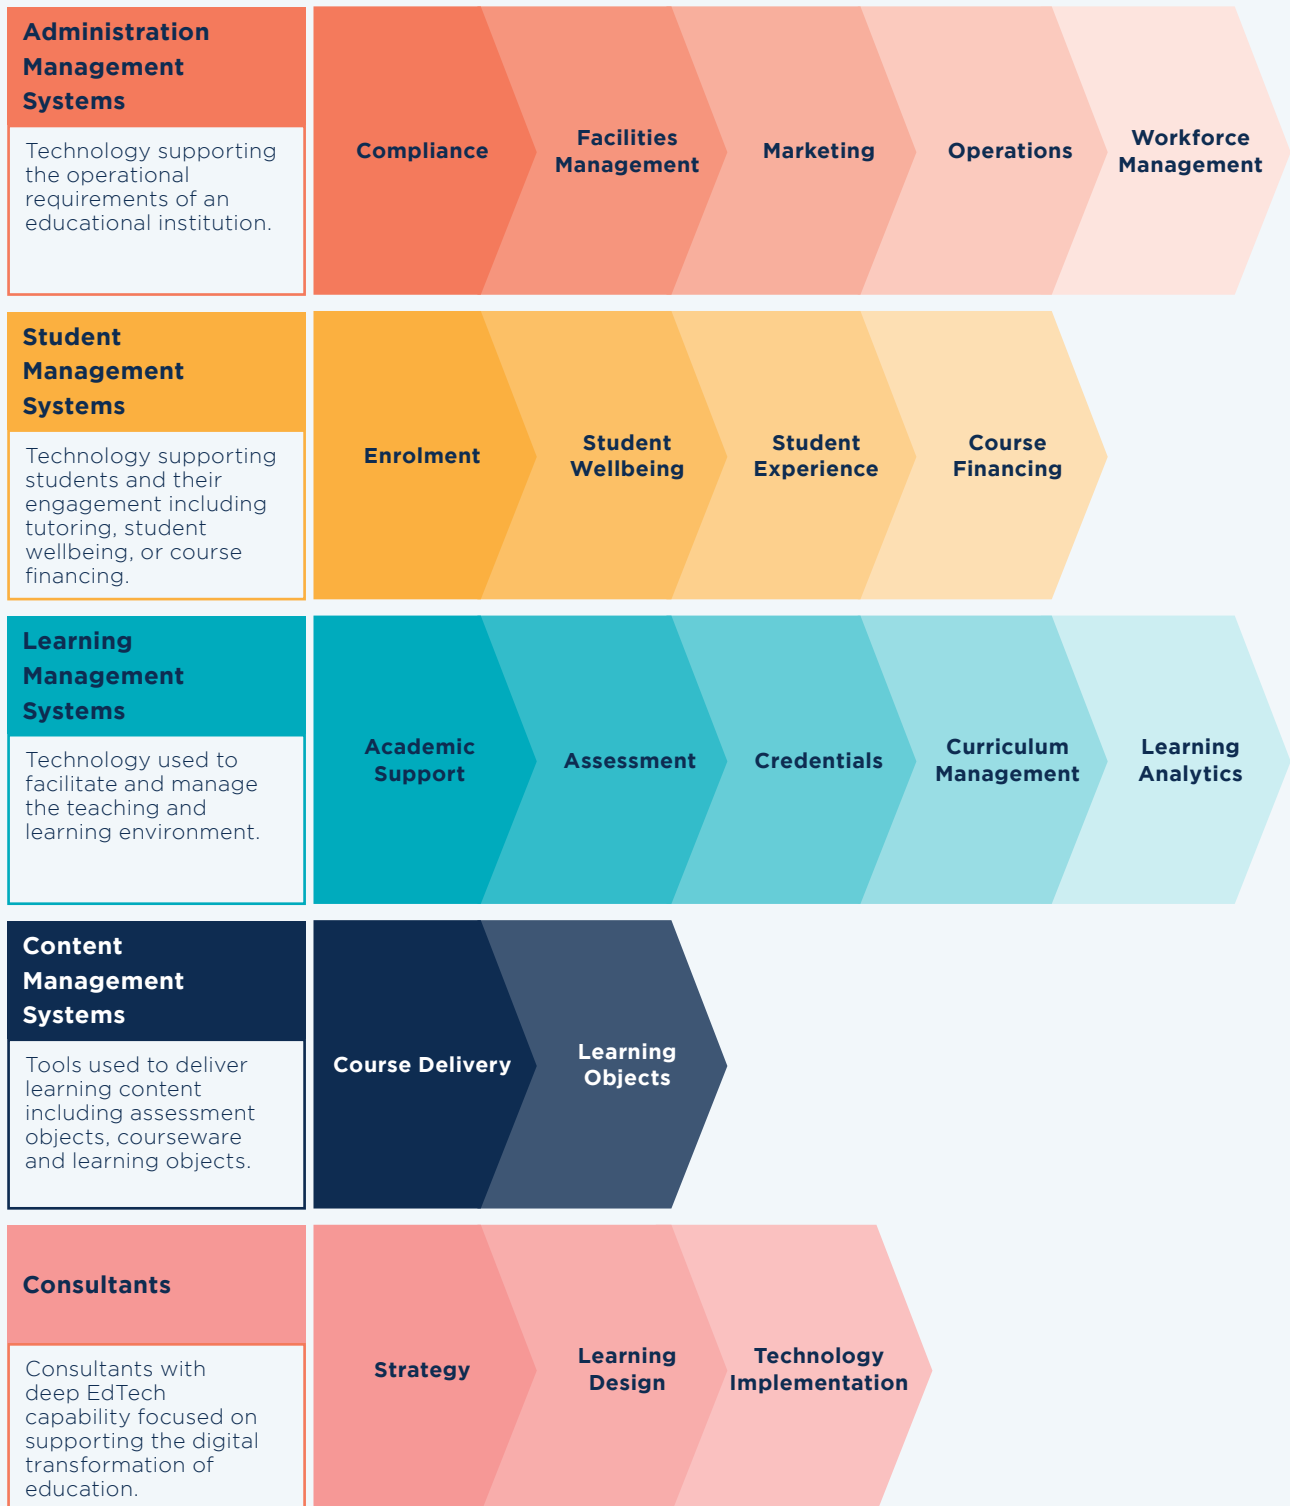 Administration
Management
Systems
Technology supporting
the operational
requirements of an
educational institution.
Compliance
Facilities
Management
Marketing
Operations
Workforce
Management
Student
Management
Systems
Technology supporting
students and their
engagement including
tutoring, student
wellbeing, or course
financing.
Enrolment
Student
Wellbeing
Student
Experience
Course
Financing
Learning
Management
Systems
Technology used to
facilitate and manage
the teaching and
learning environment.
Academic
Support
Assessment
Credentials
Curriculum
Management
Learning
Analytics
Content
Management
Systems
Tools used to deliver
learning content
including assessment
objects, courseware
and learning objects.
Course Delivery
Learning
Objects
Consultants
Consultants with
deep EdTech
capability focused on
supporting the digital
transformation of
education.
Strategy
Learning
Design
Technology
Implementation